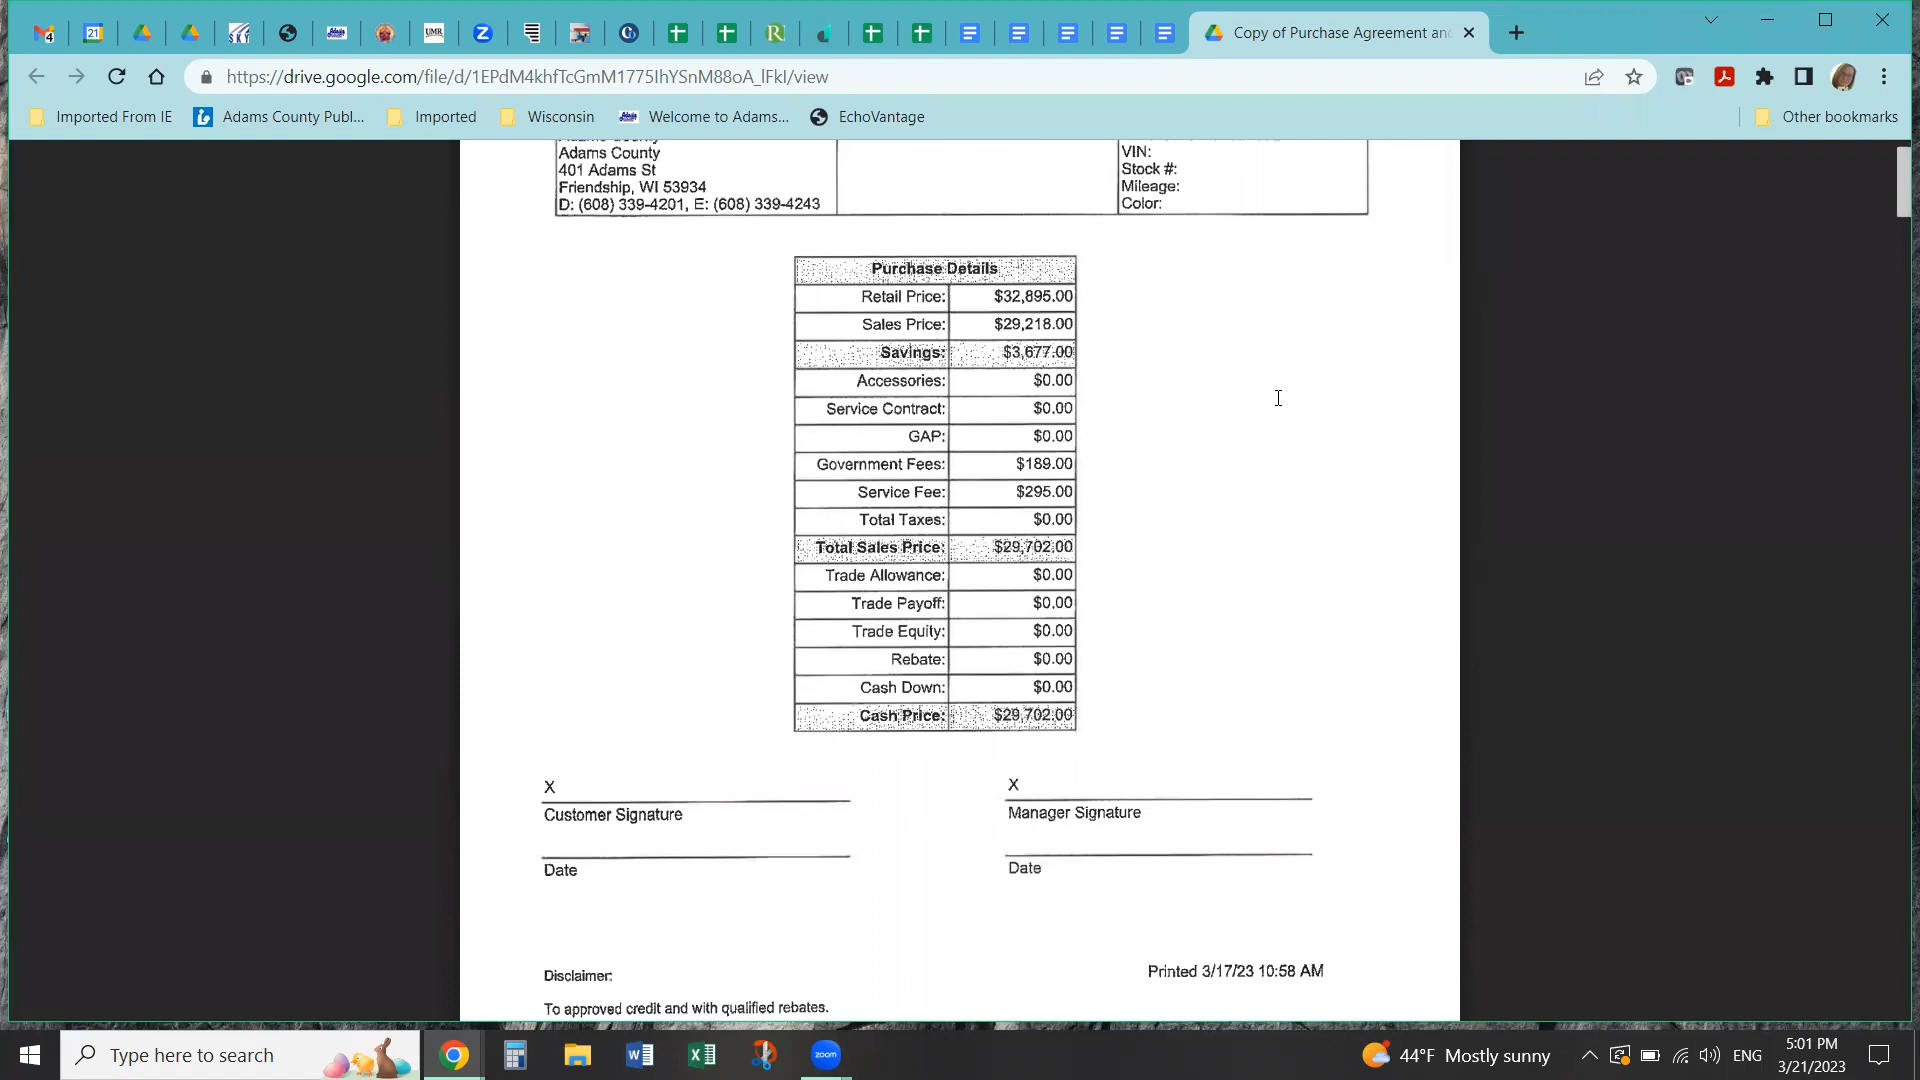 4
21
UMR
Z
R
Copy of Purchase Agreement and
https://drive.google.com/file/d/1EPdM4khfTcGmM1775IhYSnM88oA_lFkI/view
Imported From IE
Adams County Publ...
Imported
Wisconsin
Welcome to Adams...
EchoVantage
Other bookmarks
Adams County
401 Adams St
Friendship, WI 53934
D: (608) 339-4201, E: (608) 339-4243
VIN:
Stock #:
Mileage:
Color:
Purchase Details
Retail Price: $32,895.00
Sales Price: $29,218.00
Savings: $3,677.00
Accessories: $0.00
Service Contract: $0.00
GAP: $0.00
Government Fees: $189.00
Service Fee: $295.00
Total Taxes: $0.00
Total Sales Price: $29,702.00
Trade Allowance: $0.00
Trade Payoff: $0.00
Trade Equity: $0.00
Rebate: $0.00
Cash Down: $0.00
Cash Price: $29,702.00
X
Customer Signature
Date
X
Manager Signature
Date
Disclaimer:
Printed 3/17/23 10:58 AM
To approved credit and with qualified rebates.
Type here to search
zoom
44°F Mostly sunny
ENG
5:01 PM
3/21/2023